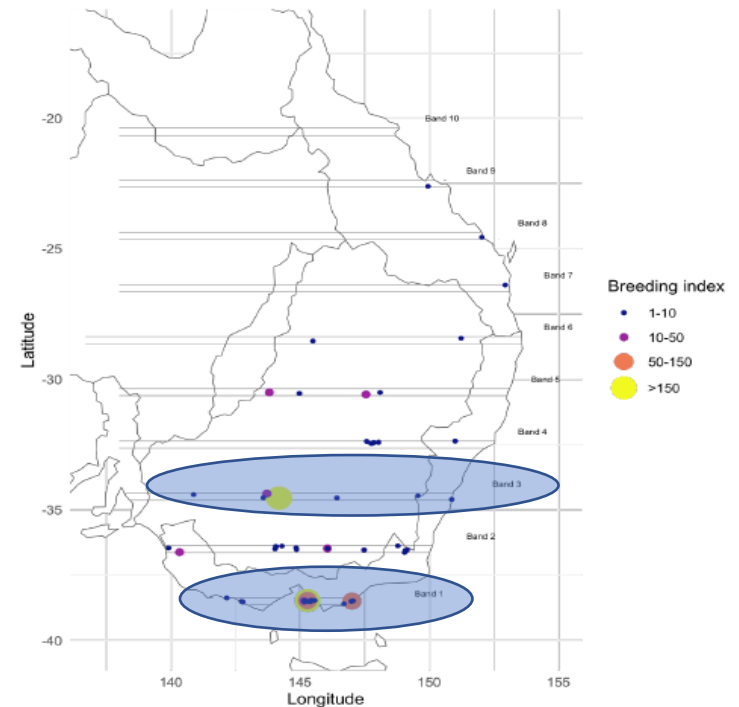 -20
-25
-30
-35
-40
Latitude
Band 10
Band 9
Band 8
Band 7
Band 6
Band 5
Band 4
Band 3
Band 2
Band 1
140
145
150
155
Longitude
Breeding index
1-10
10-50
50-150
>150